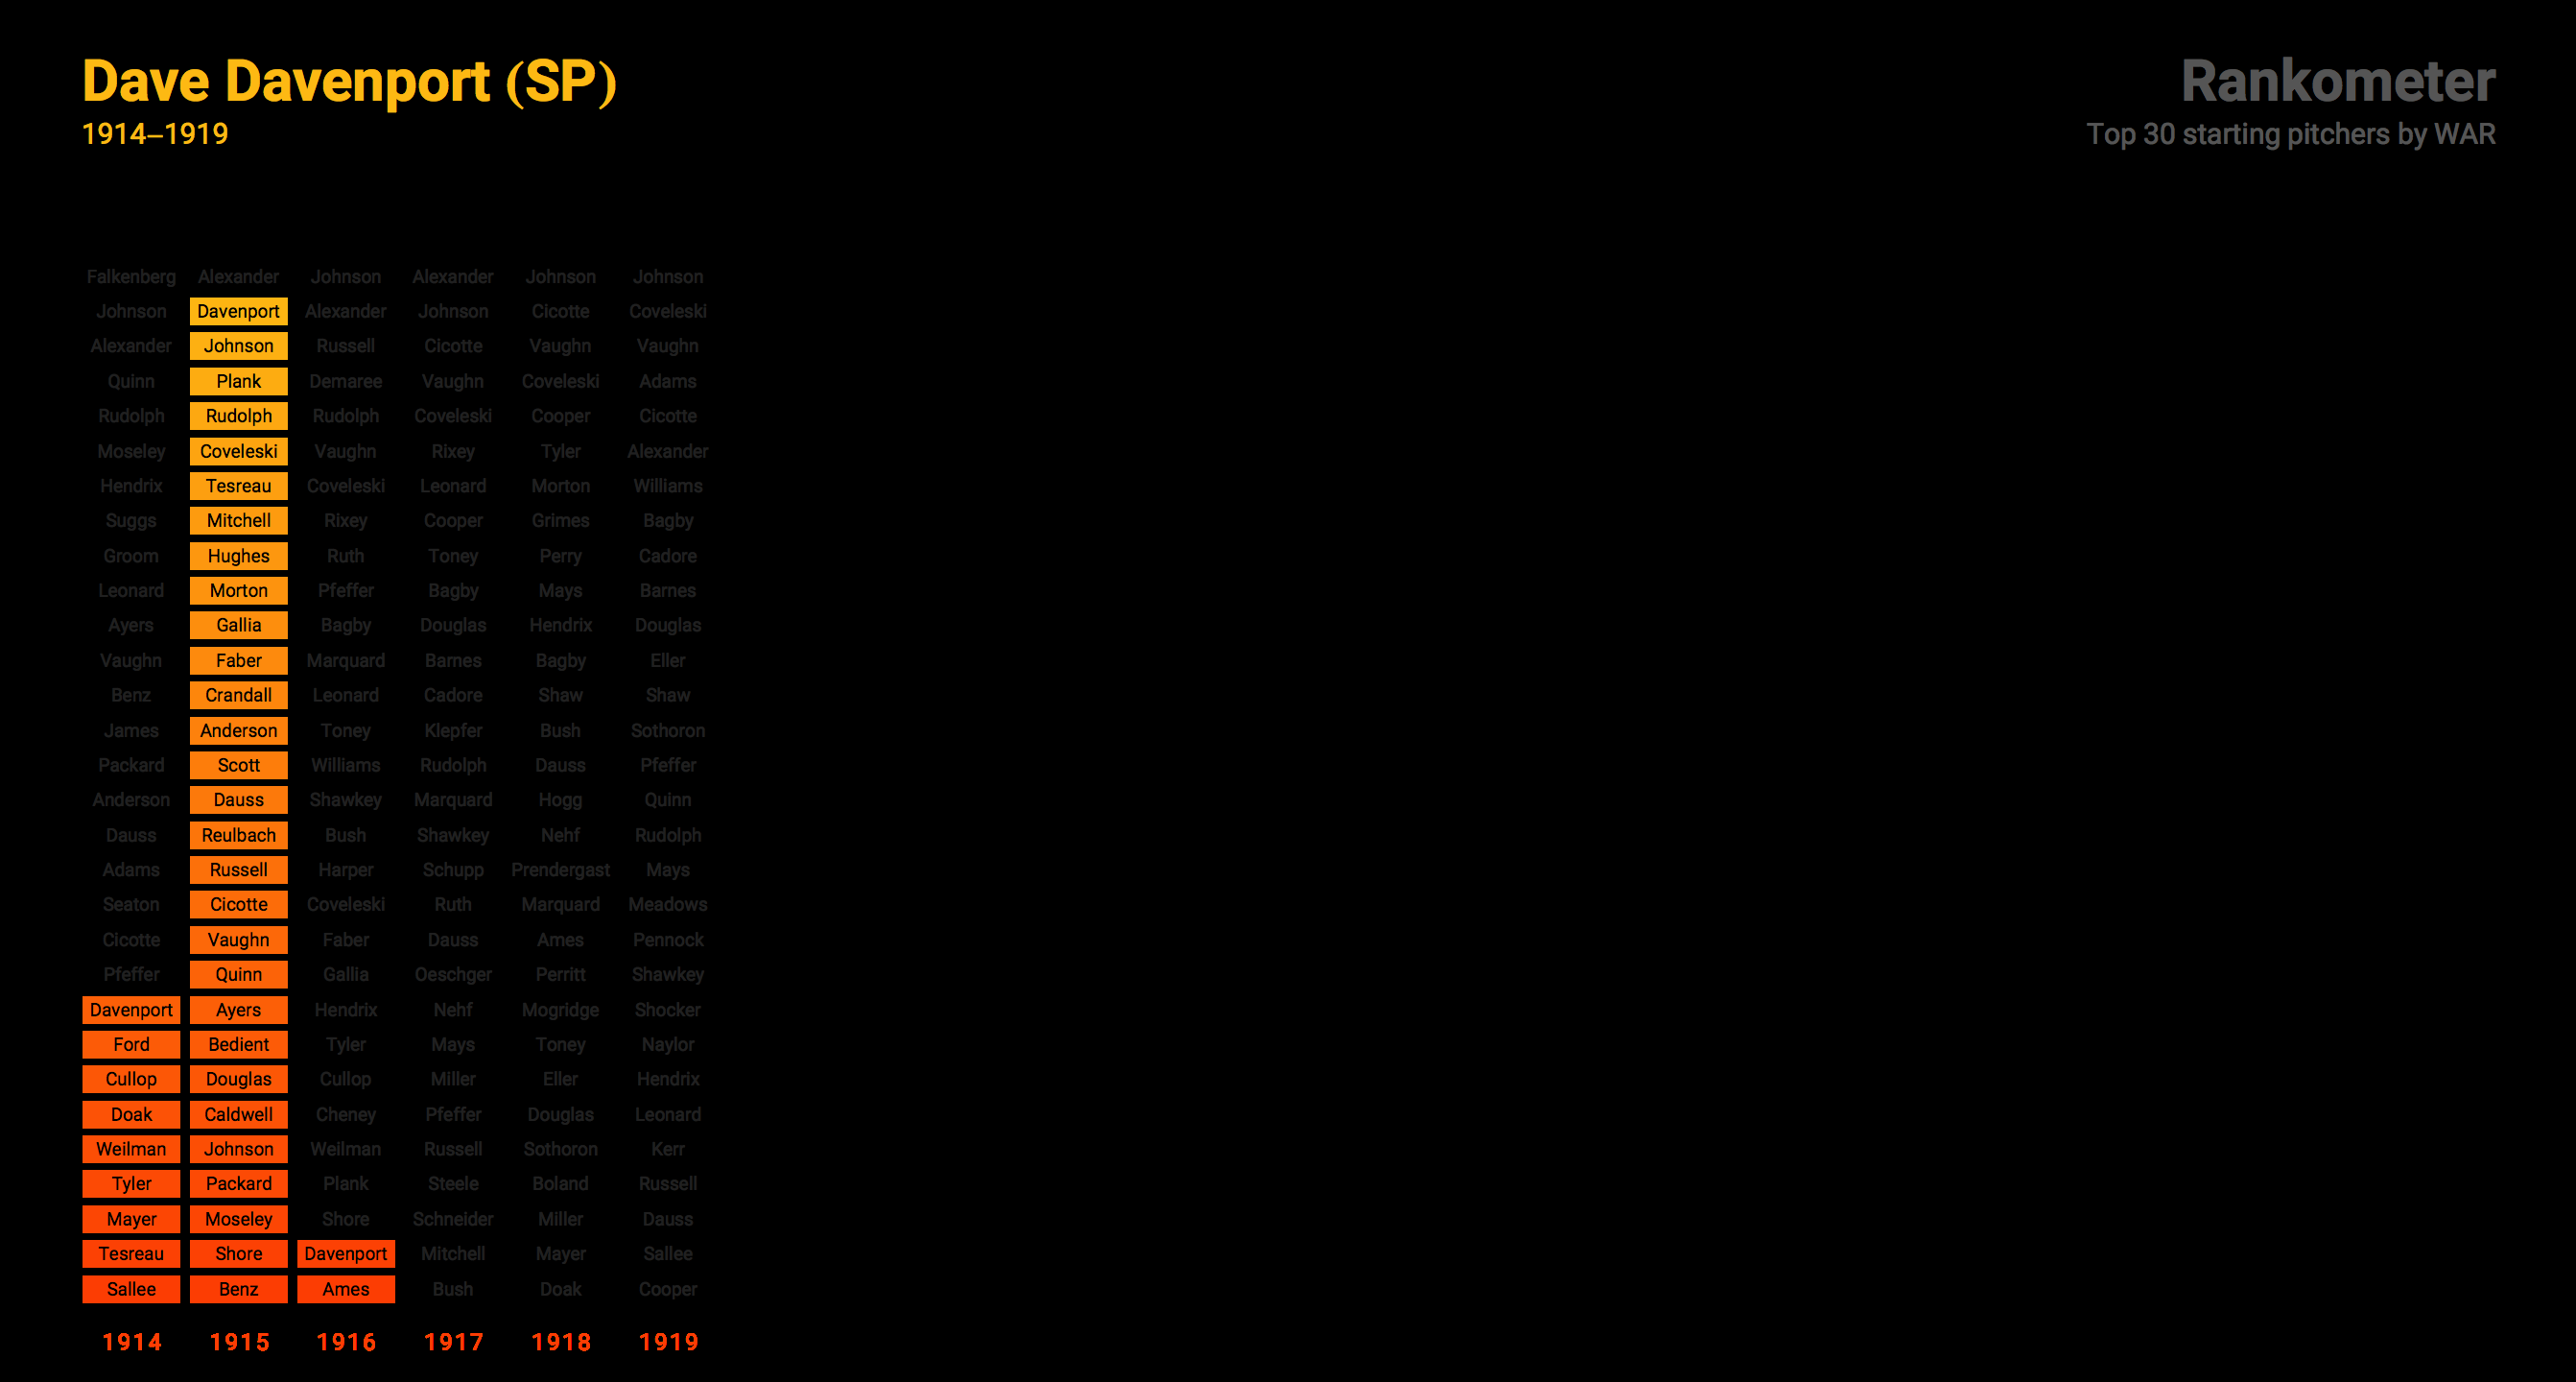 Dave Davenport (SP)
1914–1919
Rankometer
Top 30 starting pitchers by WAR
Falkenberg Alexander Johnson Alexander Johnson Johnson
Johnson Davenport Alexander Johnson Cicotte Coveleski
Alexander Johnson Russell Cicotte Vaughn Vaughn
Quinn Plank Demaree Vaughn Coveleski Adams
Rudolph Rudolph Rudolph Coveleski Cooper Cicotte
Moseley Coveleski Vaughn Rixey Tyler Alexander
Hendrix Tesreau Coveleski Leonard Morton Williams
Suggs Mitchell Rixey Cooper Grimes Bagby
Groom Hughes Ruth Toney Perry Cadore
Leonard Morton Pfeffer Bagby Mays Barnes
Ayers Gallia Bagby Douglas Hendrix Douglas
Vaughn Faber Marquard Barnes Bagby Eller
Benz Crandall Leonard Cadore Shaw Shaw
James Anderson Toney Klepfer Bush Sothoron
Packard Scott Williams Rudolph Dauss Pfeffer
Anderson Dauss Shawkey Marquard Hogg Quinn
Dauss Reulbach Bush Shawkey Nehf Rudolph
Adams Russell Harper Schupp Prendergast Mays
Seaton Cicotte Coveleski Ruth Marquard Meadows
Cicotte Vaughn Faber Dauss Ames Pennock
Pfeffer Quinn Gallia Oeschger Perritt Shawkey
Davenport Ayers Hendrix Nehf Mogridge Shocker
Ford Bedient Tyler Mays Toney Naylor
Cullop Douglas Cullop Miller Eller Hendrix
Doak Caldwell Cheney Pfeffer Douglas Leonard
Weilman Johnson Weilman Russell Sothoron Kerr
Tyler Packard Plank Steele Boland Russell
Mayer Moseley Shore Schneider Miller Dauss
Tesreau Shore Davenport Mitchell Mayer Sallee
Sallee Benz Ames Bush Doak Cooper
1914 1915 1916 1917 1918 1919